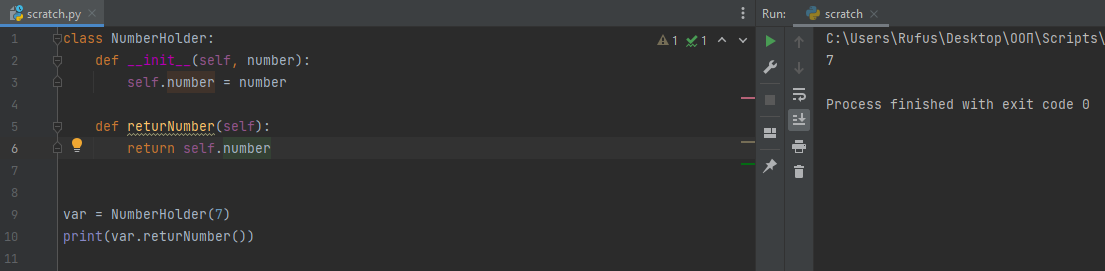 scratch.py
Run: scratch
1 class NumberHolder: 1 1
2 def __init__(self, number):
3 self.number = number
4
5 def returNumber(self):
6 return self.number
7
8
9 var = NumberHolder(7)
10 print(var.returNumber())
11
C:\Users\Rufus\Desktop\ООП\Scripts\
7
Process finished with exit code 0